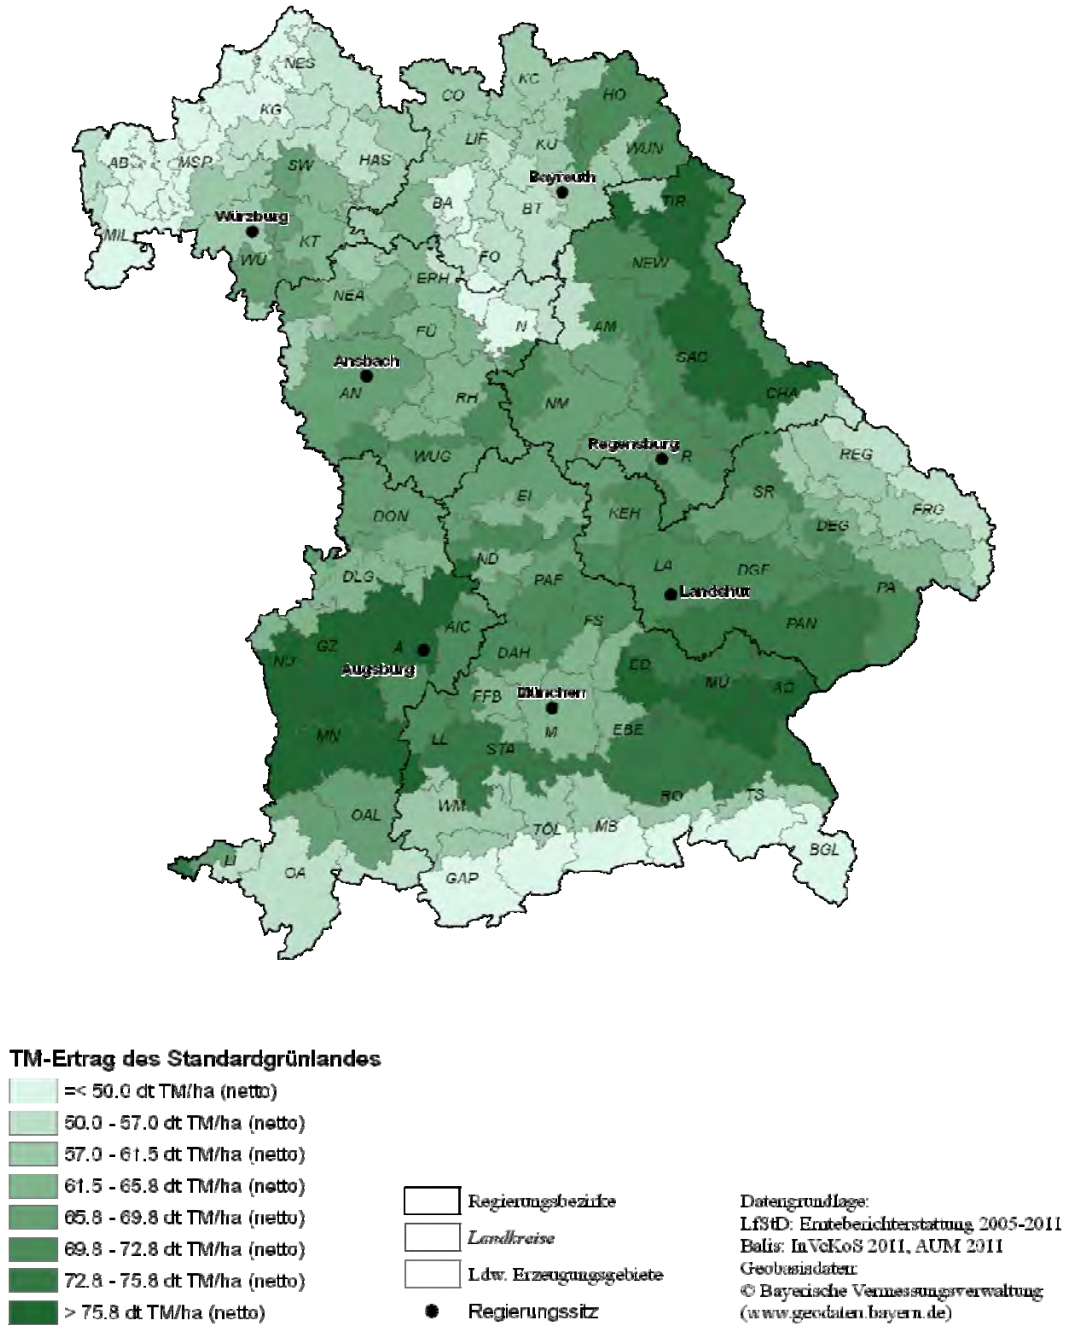 NES
KC
CO
HO
KG
LIF
KU
WUN
AB
MSP
SW
HAS
Bayreuth
TIR
BA
BT
Würzburg
MIL
KT
WÜ
FO
NEW
ERH
NEA
FÜ
N
AM
Ansbach
SAD
AN
RH
NM
CHA
Regensburg
R
WUG
REG
EI
SR
DON
KEH
FRG
DEG
ND
LA
DGF
DLG
PAF
PA
Landshut
FS
PAN
AIC
GZ
A
DAH
NU
Augsburg
ED
MÜ
AÖ
FFB
München
MN
LL
M
EBE
STA
RO
TS
WM
OAL
TÖL
MB
LI
OA
GAP
BGL
TM-Ertrag des Standardgrünlandes
=< 50.0 dt TM/ha (netto)
50.0 - 57.0 dt TM/ha (netto)
57.0 - 61.5 dt TM/ha (netto)
61.5 - 65.8 dt TM/ha (netto)
65.8 - 69.8 dt TM/ha (netto)
69.8 - 72.8 dt TM/ha (netto)
72.8 - 75.8 dt TM/ha (netto)
> 75.8 dt TM/ha (netto)
Regierungsbezirke
Landkreise
Ldw. Erzeugungsgebiete
Regierungssitz
Datengrundlage:
LfStD: Ernteberichterstattung 2005-2011
Balis: InVeKoS 2011, AUM 2011
Geobasisdaten:
© Bayerische Vermessungsverwaltung
(www.geodaten.bayern.de)